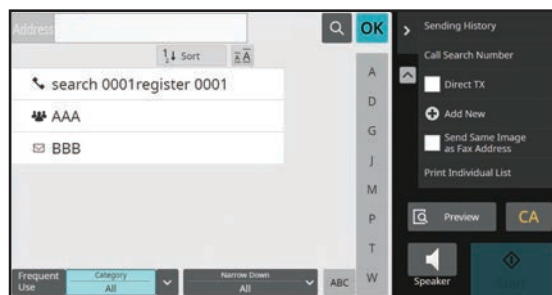 Address
OK
Sort
A A
search 0001register 0001
AAA
BBB
A
D
G
J
M
P
T
W
Frequent
Use
Category
All
Narrow Down
All
ABC
Sending History
Call Search Number
Direct TX
Add New
Send Same Image
as Fax Address
Print Individual List
Preview
CA
Speaker
Start